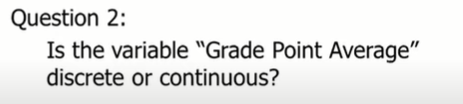 Question 2:
Is the variable “Grade Point Average”
discrete or continuous?